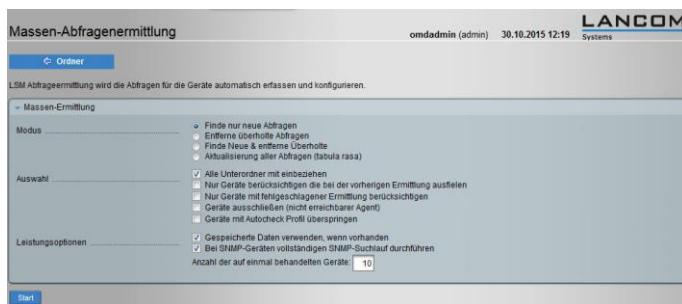 Massen-Abfragenermittlung
omdadmin (admin) 30.10.2015 12:19
LANCOM
Systems
Ordner
LSM Abfrageermittlung wird die Abfragen für die Geräte automatisch erfassen und konfigurieren.
Massen-Ermittlung
Modus
Finde nur neue Abfragen
Entferne überholte Abfragen
Finde Neue & entferne Überholte
Aktualisierung aller Abfragen (tabula rasa)
Auswahl
Alle Unterordner mit einbeziehen
Nur Geräte berücksichtigen die bei der vorherigen Ermittlung ausfielen
Nur Geräte mit fehlgeschlagener Ermittlung berücksichtigen
Geräte ausschließen (nicht erreichbarer Agent)
Geräte mit Autocheck Profil überspringen
Leistungsoptionen
Gespeicherte Daten verwenden, wenn vorhanden
Bei SNMP-Geräten vollständigen SNMP-Suchlauf durchführen
Anzahl der auf einmal behandelten Geräte: 10
Start